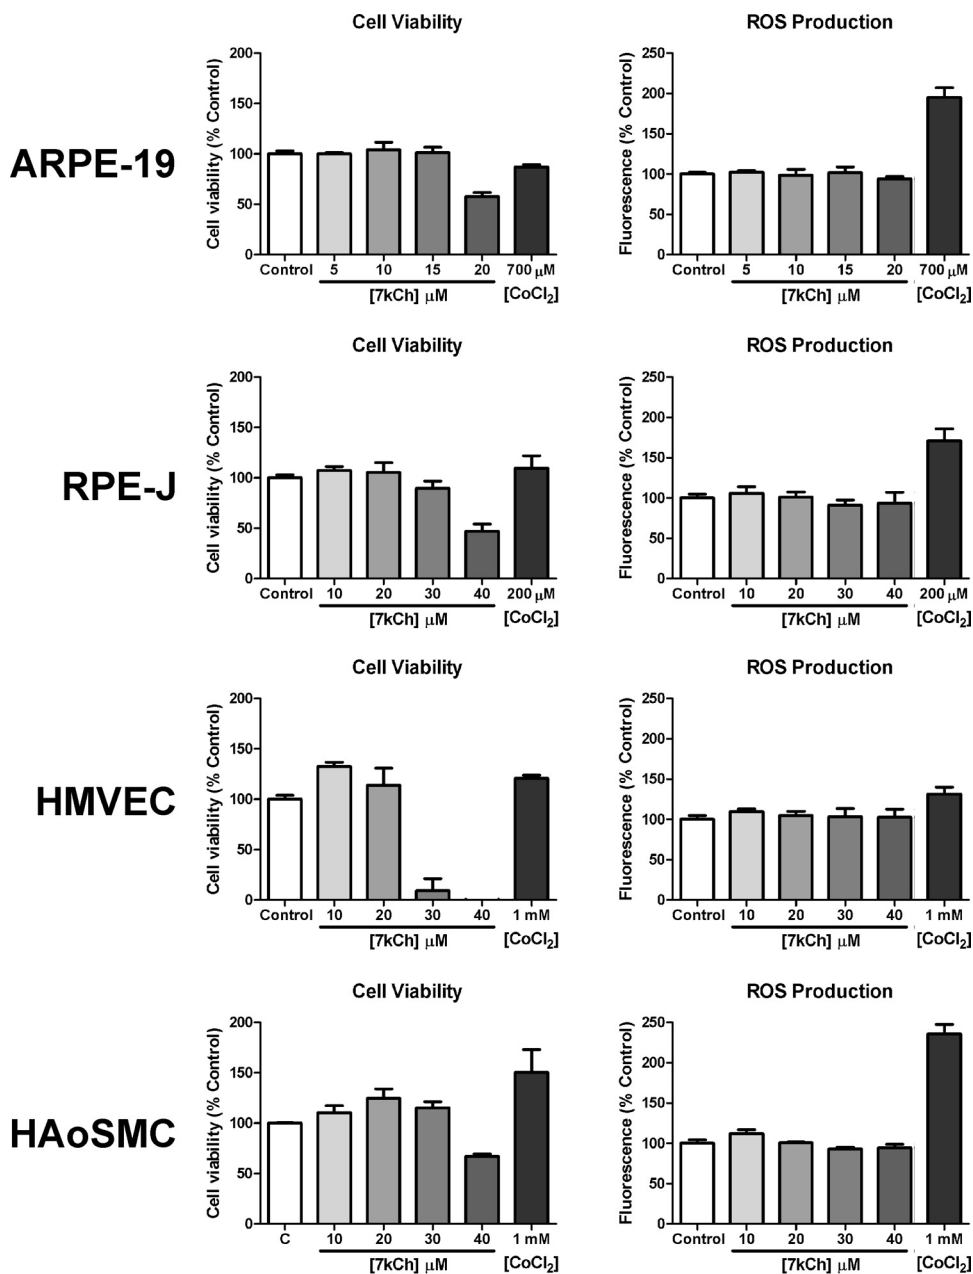 Cell Viability
ROS Production
ARPE-19
Cell viability (% Control)
200
150
100
50
0
Control 5 10 15 20 700 µM
[7kCh] µM [CoCl₂]
Fluorescence (% Control)
250
200
150
100
50
0
Control 5 10 15 20 700 µM
[7kCh] µM [CoCl₂]
Cell Viability
ROS Production
RPE-J
Cell viability (% Control)
200
150
100
50
0
Control 10 20 30 40 200 µM
[7kCh] µM [CoCl₂]
Fluorescence (% Control)
250
200
150
100
50
0
Control 10 20 30 40 200 µM
[7kCh] µM [CoCl₂]
Cell Viability
ROS Production
HMVEC
Cell viability (% Control)
200
150
100
50
0
Control 10 20 30 40 1 mM
[7kCh] µM [CoCl₂]
Fluorescence (% Control)
250
200
150
100
50
0
Control 10 20 30 40 1 mM
[7kCh] µM [CoCl₂]
Cell Viability
ROS Production
HAoSMC
Cell viability (% Control)
200
150
100
50
0
C 10 20 30 40 1 mM
[7kCh] µM [CoCl₂]
Fluorescence (% Control)
250
200
150
100
50
0
Control 10 20 30 40 1 mM
[7kCh] µM [CoCl₂]